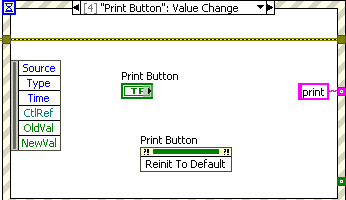 [4] "Print Button": Value Change
Source
Type
Time
CtlRef
OldVal
NewVal
Print Button
TF
print
Print Button
?! ?!
Reinit To Default